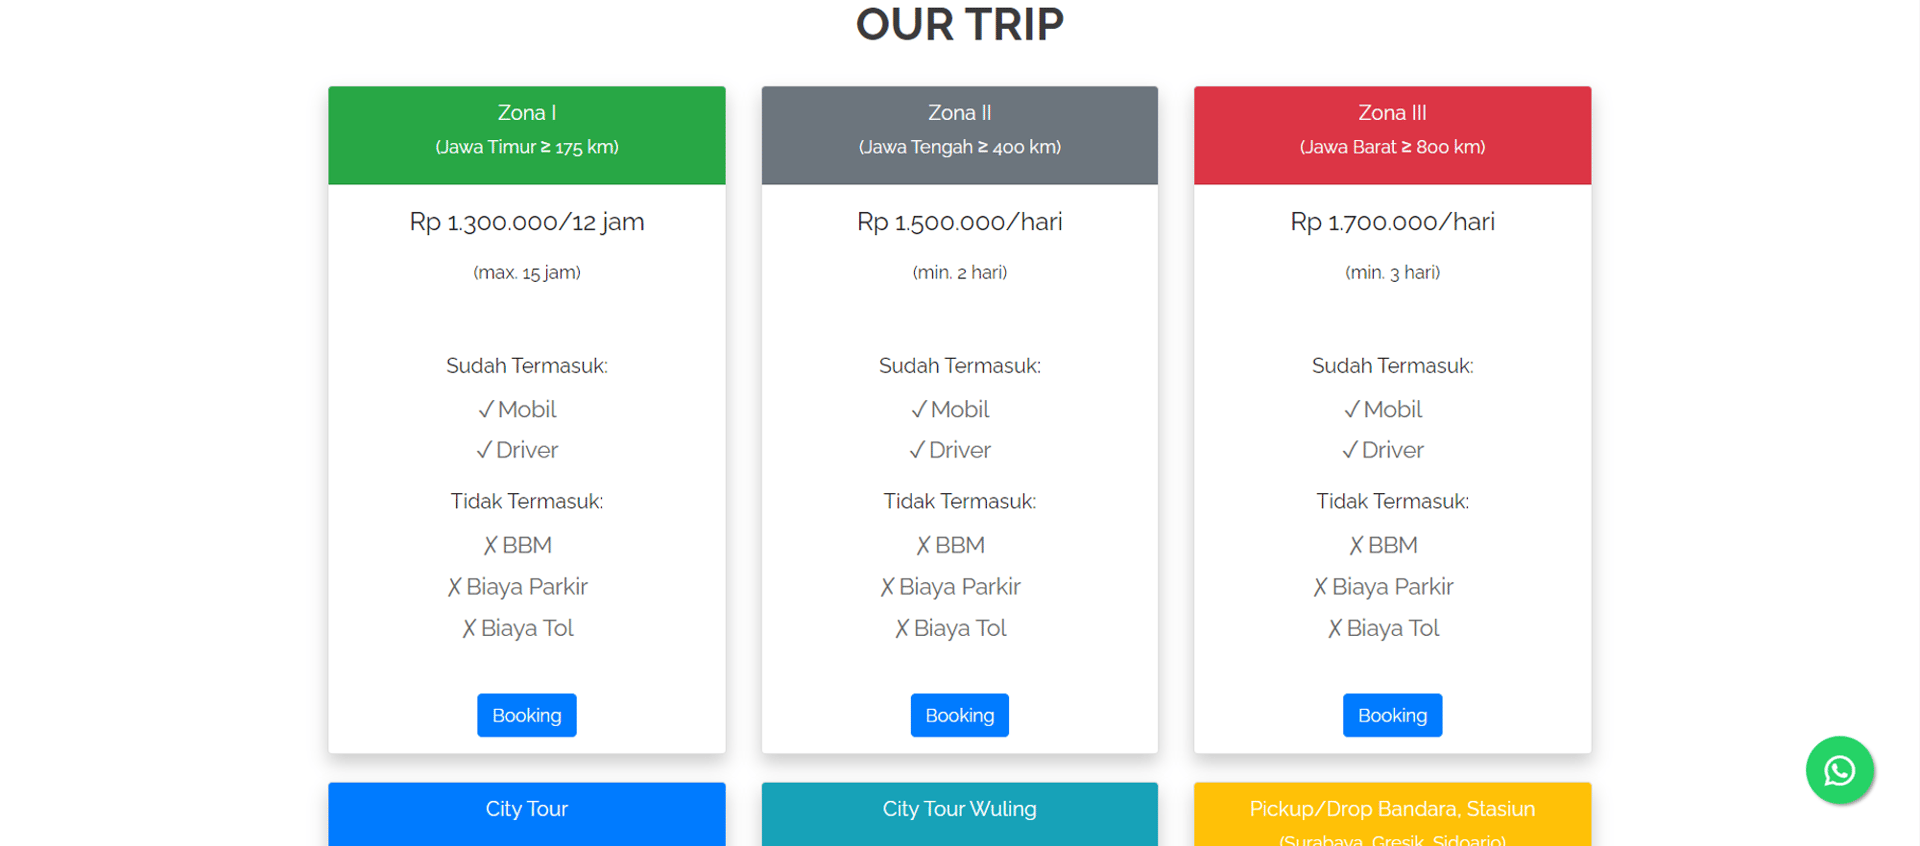 OUR TRIP
Zona I
(Jawa Timur ≥ 175 km)
Rp 1.300.000/12 jam
(max. 15 jam)
Sudah Termasuk:
✓ Mobil
✓ Driver
Tidak Termasuk:
✗ BBM
✗ Biaya Parkir
✗ Biaya Tol
Booking
Zona II
(Jawa Tengah ≥ 400 km)
Rp 1.500.000/hari
(min. 2 hari)
Sudah Termasuk:
✓ Mobil
✓ Driver
Tidak Termasuk:
✗ BBM
✗ Biaya Parkir
✗ Biaya Tol
Booking
Zona III
(Jawa Barat ≥ 800 km)
Rp 1.700.000/hari
(min. 3 hari)
Sudah Termasuk:
✓ Mobil
✓ Driver
Tidak Termasuk:
✗ BBM
✗ Biaya Parkir
✗ Biaya Tol
Booking
City Tour
City Tour Wuling
Pickup/Drop Bandara, Stasiun
(Surabaya, Gresik, Sidoarjo)